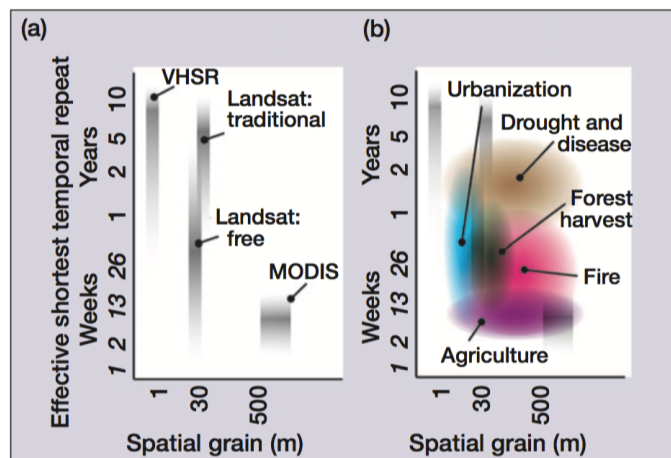 (a)
VHSR
Landsat:
traditional
Landsat:
free
MODIS
Effective shortest temporal repeat
Weeks Years
1 2 13 26 1 2 5 10
1 30 500
Spatial grain (m)
(b)
Urbanization
Drought and
disease
Forest
harvest
Fire
Agriculture
Weeks Years
1 2 13 26 1 2 5 10
1 30 500
Spatial grain (m)